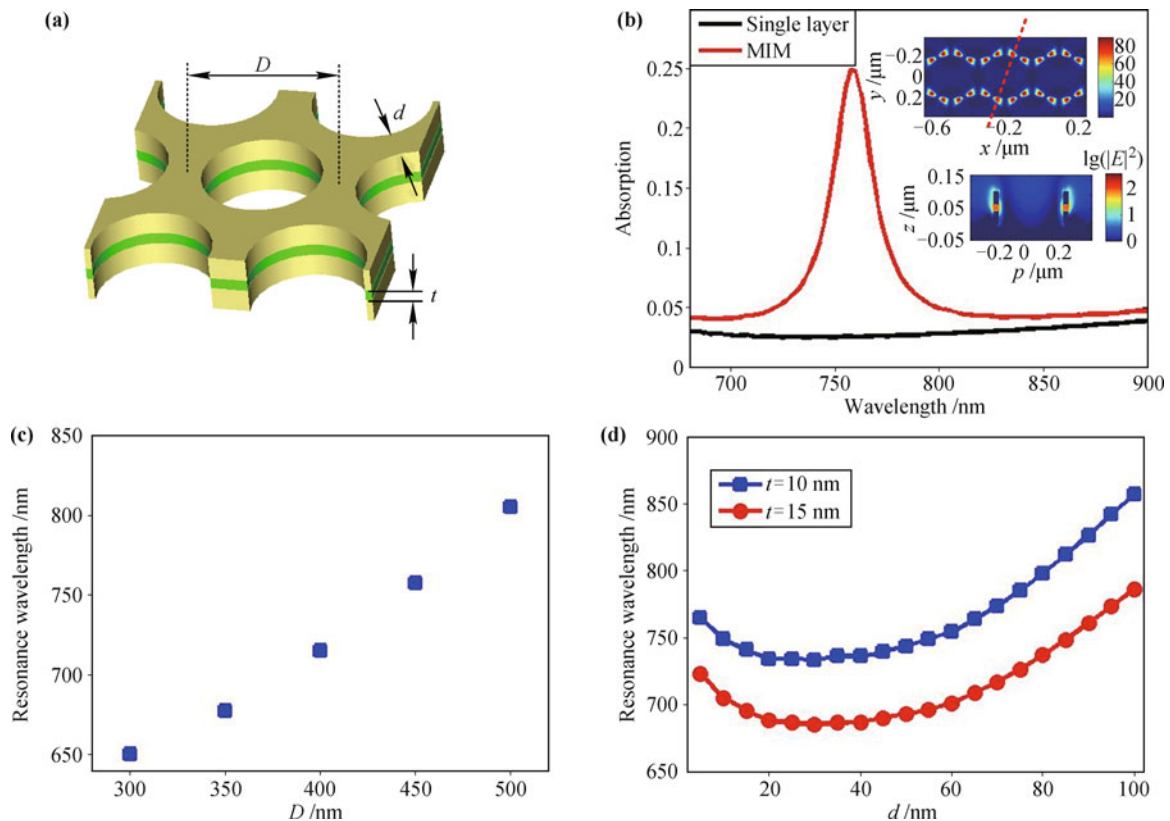 (a)
D
d
t
(b)
Single layer
MIM
Absorption
0.25
0.20
0.15
0.10
0.05
0
700 750 800 850 900
Wavelength /nm
y /μm
−0.2
0
0.2
−0.6 −0.2 0.2
x /μm
80
60
40
20
lg(|E|²)
z /μm
0.15
0.10
0.05
−0.05
−0.2 0 0.2
p /μm
2
1
0
(c)
Resonance wavelength /nm
850
800
750
700
650
300 350 400 450 500
D /nm
(d)
Resonance wavelength /nm
900
850
800
750
700
650
t=10 nm
t=15 nm
20 40 60 80 100
d /nm